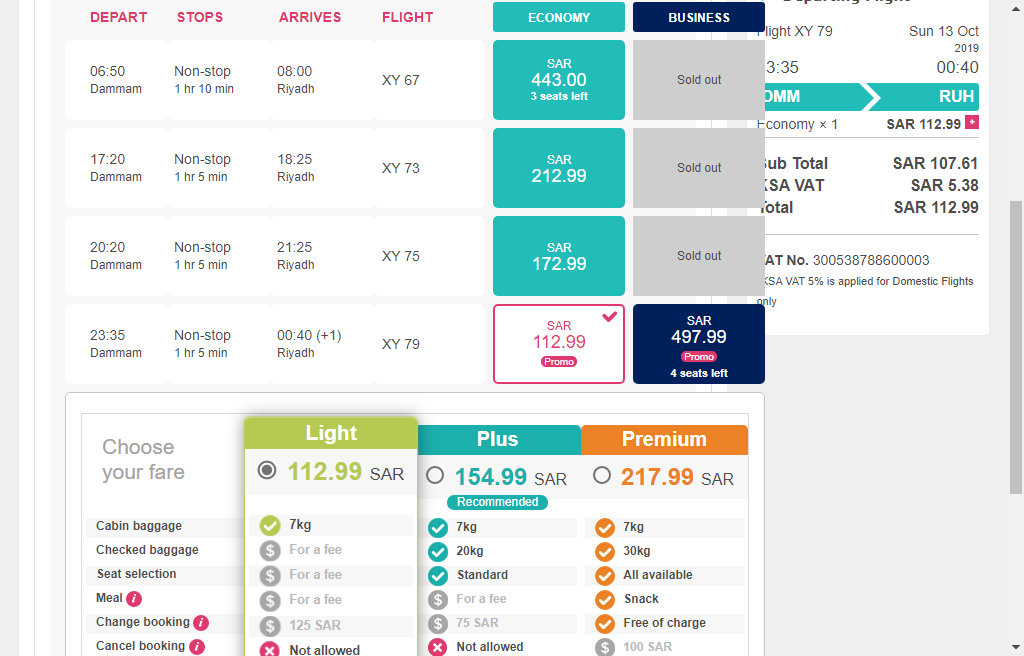 DEPART STOPS ARRIVES FLIGHT ECONOMY BUSINESS
06:50 Non-stop 08:00 XY 67 SAR 443.00 3 seats left Sold out
Dammam 1 hr 10 min Riyadh
17:20 Non-stop 18:25 XY 73 SAR 212.99 Sold out
Dammam 1 hr 5 min Riyadh
20:20 Non-stop 21:25 XY 75 SAR 172.99 Sold out
Dammam 1 hr 5 min Riyadh
23:35 Non-stop 00:40 (+1) XY 79 SAR 112.99 Promo SAR 497.99 Promo 4 seats left
Dammam 1 hr 5 min Riyadh
light XY 79 Sun 13 Oct
2019
3:35 00:40
DMM RUH
Economy × 1 SAR 112.99 +
Sub Total SAR 107.61
KSA VAT SAR 5.38
Total SAR 112.99
VAT No. 300538788600003
KSA VAT 5% is applied for Domestic Flights
only
Choose
your fare
Light Plus Premium
112.99 SAR 154.99 SAR 217.99 SAR
Recommended
Cabin baggage 7kg 7kg 7kg
Checked baggage $ For a fee 20kg 30kg
Seat selection $ For a fee Standard All available
Meal i $ For a fee $ For a fee Snack
Change booking i $ 125 SAR $ 75 SAR Free of charge
Cancel booking i Not allowed Not allowed $ 100 SAR